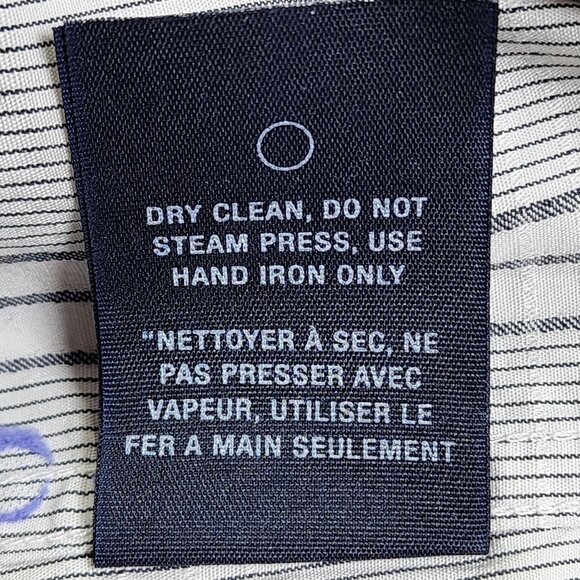 DRY CLEAN, DO NOT
STEAM PRESS, USE
HAND IRON ONLY
"NETTOYER À SEC, NE
PAS PRESSER AVEC
VAPEUR, UTILISER LE
FER A MAIN SEULEMENT